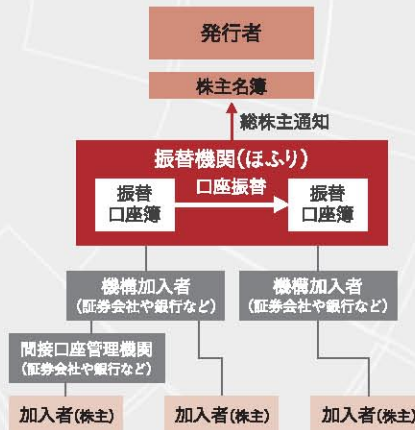 発行者
株主名簿
総株主通知
振替機関(ほふり)
口座振替
振替
口座簿
振替
口座簿
機構加入者
(証券会社や銀行など)
機構加入者
(証券会社や銀行など)
間接口座管理機関
(証券会社や銀行など)
加入者(株主)
加入者(株主)
加入者(株主)